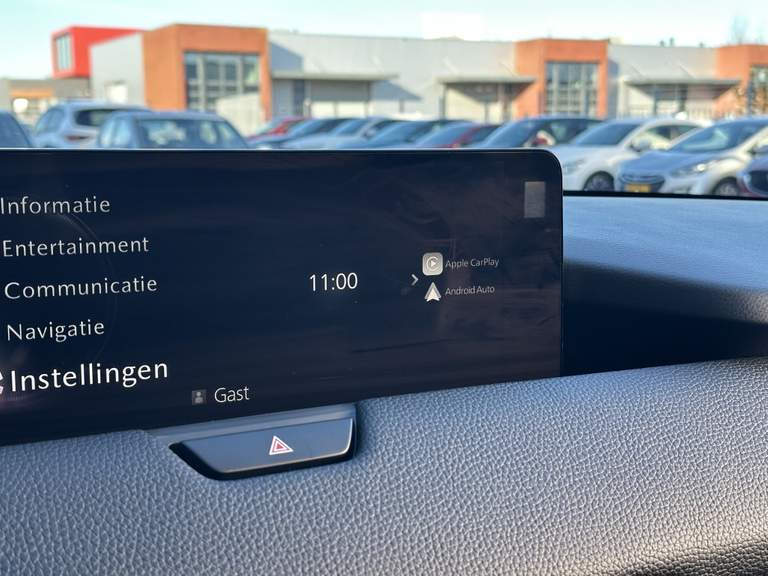 Informatie
Entertainment
Communicatie
Navigatie
Instellingen
11:00
Apple CarPlay
Android Auto
Gast